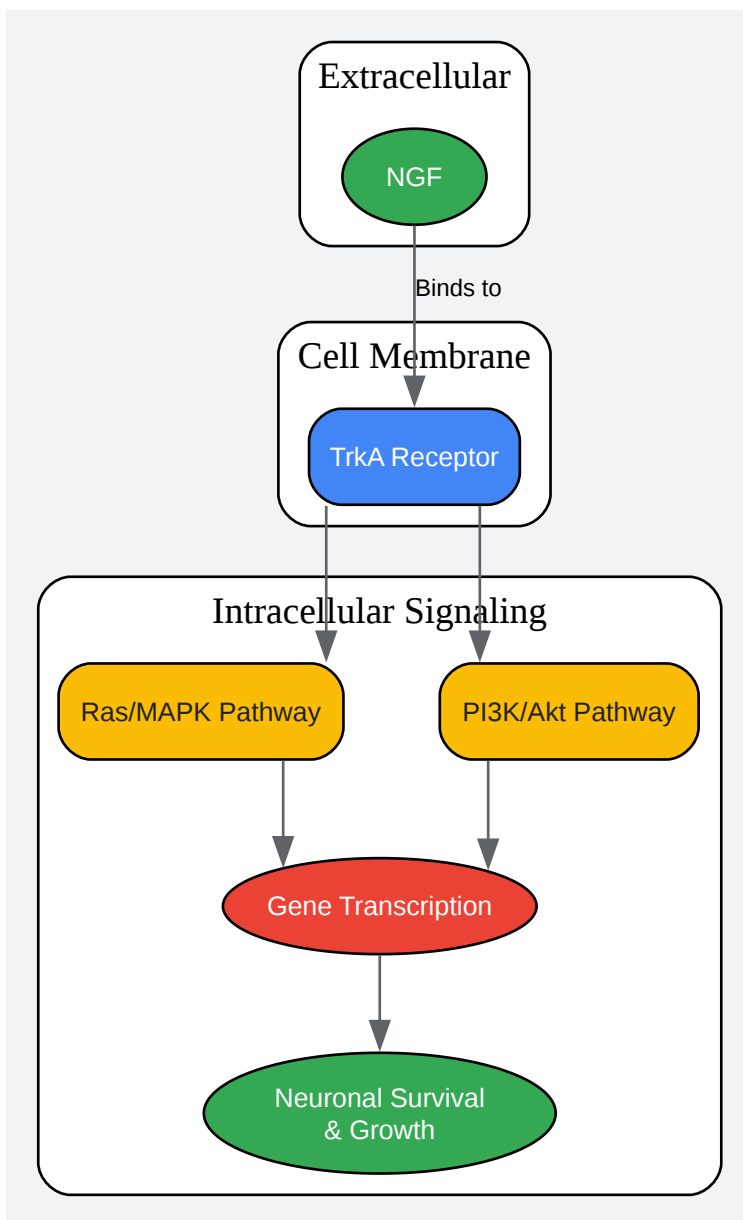 Extracellular
NGF
Binds to
Cell Membrane
TrkA Receptor
Intracellular Signaling
Ras/MAPK Pathway
PI3K/Akt Pathway
Gene Transcription
Neuronal Survival
& Growth